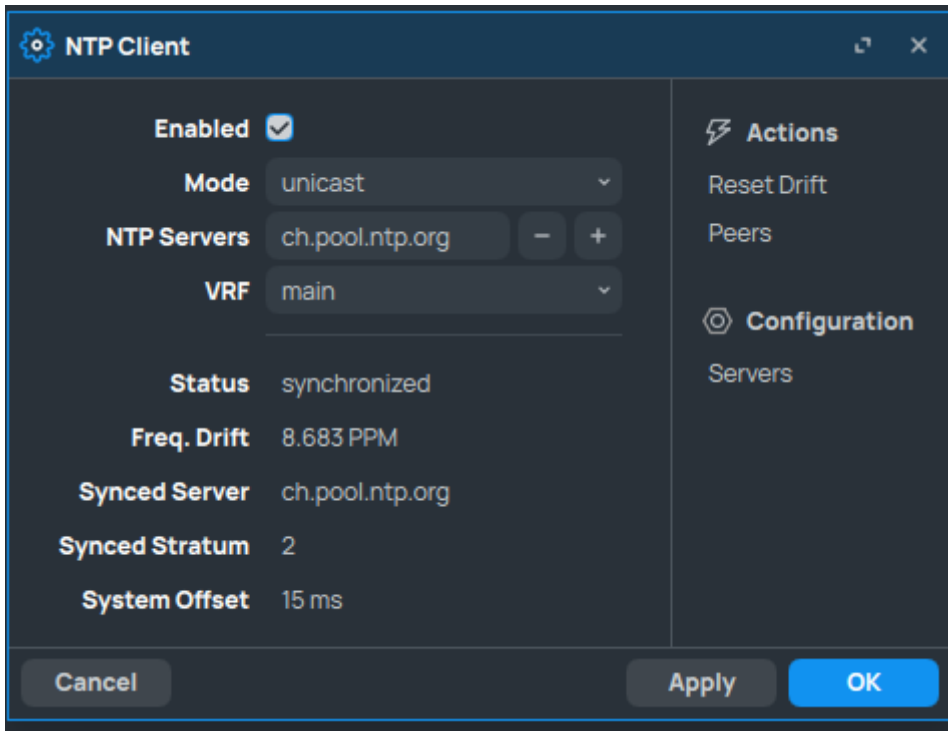 NTP Client
Enabled
Mode unicast
NTP Servers ch.pool.ntp.org - +
VRF main
Status synchronized
Freq. Drift 8.683 PPM
Synced Server ch.pool.ntp.org
Synced Stratum 2
System Offset 15 ms
Actions
Reset Drift
Peers
Configuration
Servers
Cancel Apply OK